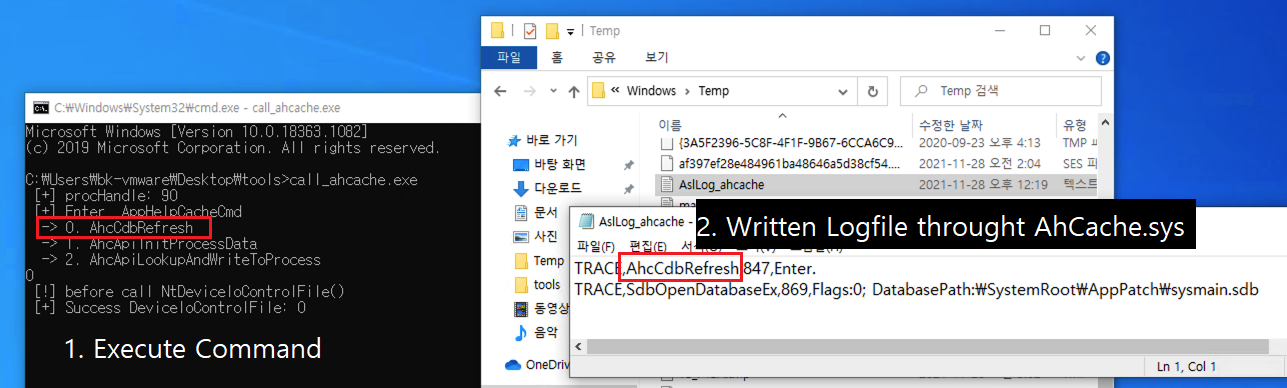 C:₩Windows₩System32₩cmd.exe - call_ahcache.exe
Microsoft Windows [Version 10.0.18363.1082]
(c) 2019 Microsoft Corporation. All rights reserved.
C:₩Users₩bk-vmware₩Desktop₩tools>call_ahcache.exe
[+] procHandle: 90
[+] Enter AppHelpCacheCmd
-> 0. AhcCdbRefresh
-> 1. AhcApiInitProcessData
-> 2. AhcApiLookupAndWriteToProcess
0
[!] before call NtDeviceIoControlFile()
[+] Success DeviceIoControlFile: 0
1. Execute Command
Temp
파일 홈 공유 보기
« Windows › Temp
Temp 검색
바로 가기
바탕 화면
다운로드
문서
사진
Temp
tools
동영상
음악
이름 수정한 날짜 유형
{3A5F2396-5C8F-4F1F-9B67-6CCA6C9... 2020-09-23 오후 4:13 TMP
af397ef28e484961ba48646a5d38cf54.... 2021-11-28 오전 2:04 SES
AslLog_ahcache 2021-11-28 오후 12:19 텍스트
AslLog_ahcache -
2. Written Logfile throught AhCache.sys
파일(F) 편집(E)
TRACE,AhcCdbRefresh,847,Enter.
TRACE,SdbOpenDatabaseEx,869,Flags:0; DatabasePath:₩SystemRoot₩AppPatch₩sysmain.sdb
Ln 1, Col 1